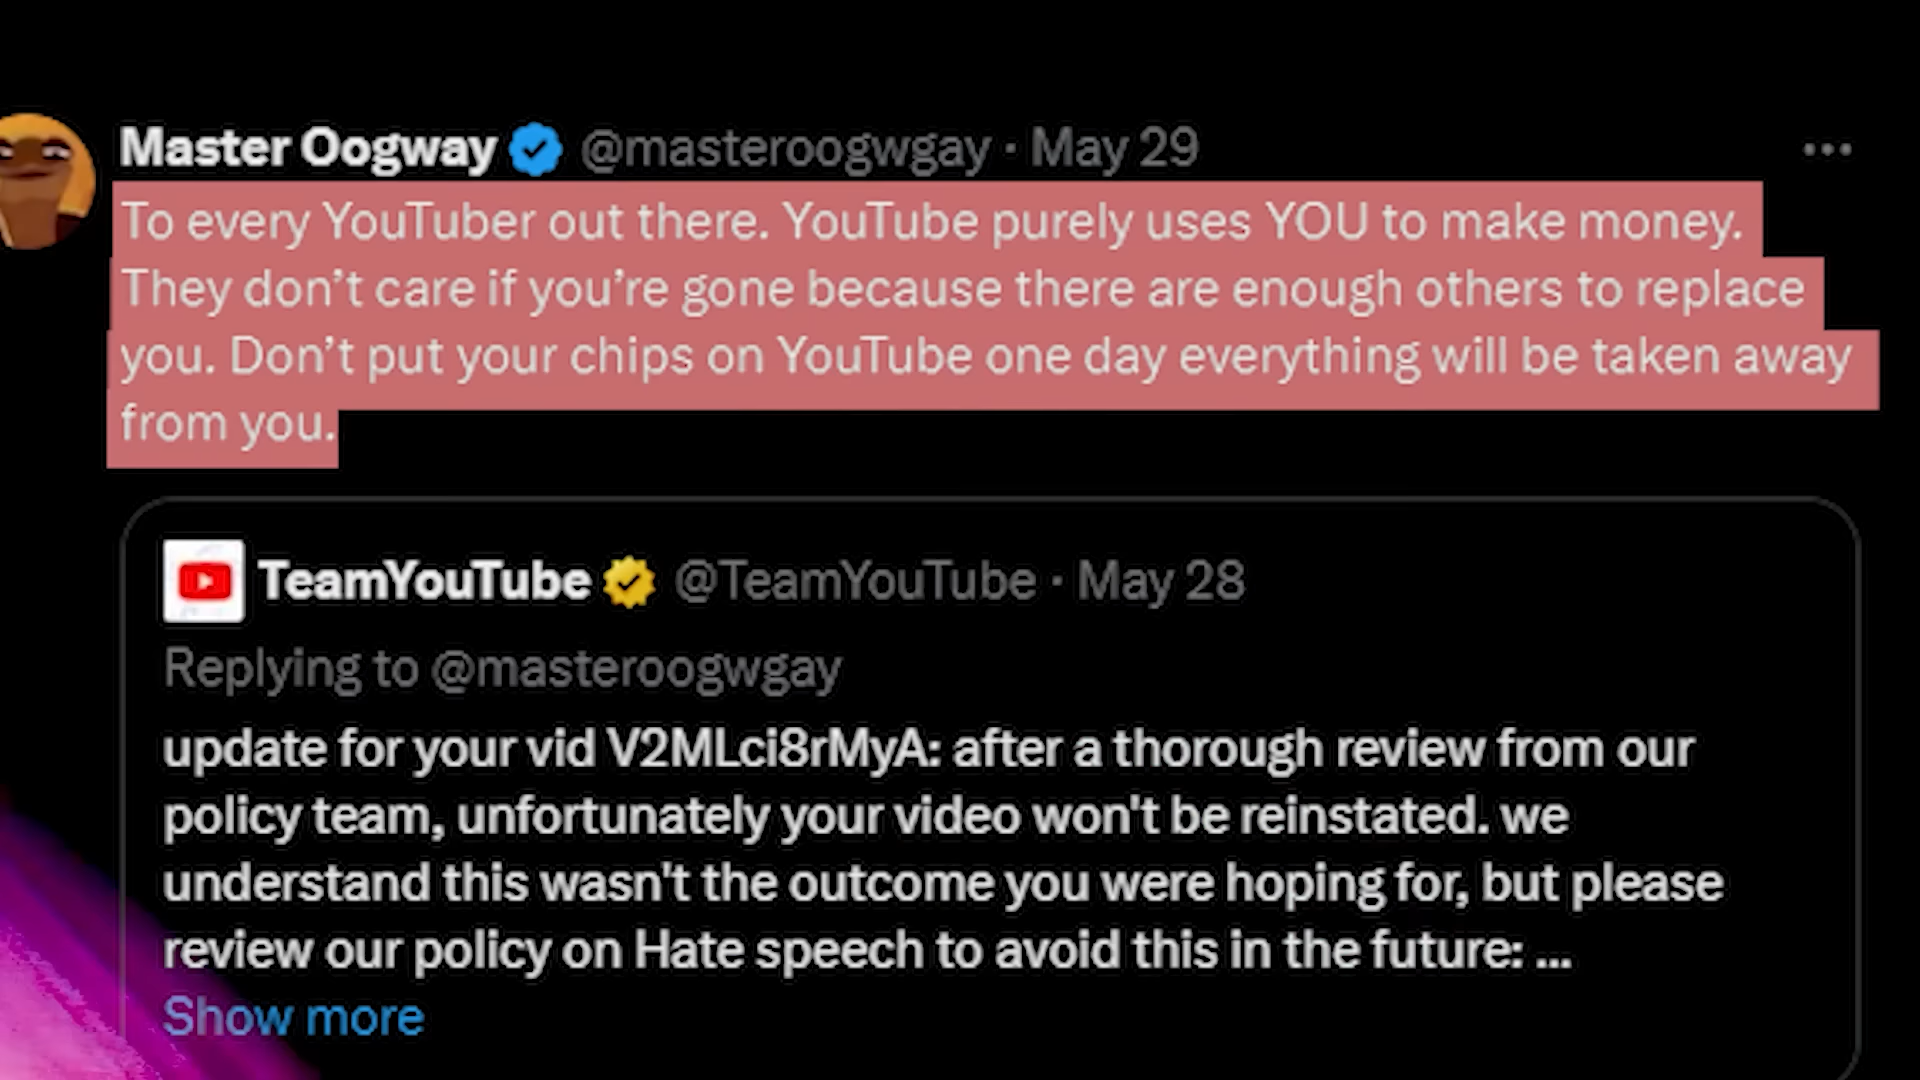 Master Oogway @masteroogwgay · May 29
To every YouTuber out there. YouTube purely uses YOU to make money.
They don’t care if you’re gone because there are enough others to replace
you. Don’t put your chips on YouTube one day everything will be taken away
from you.
TeamYouTube @TeamYouTube · May 28
Replying to @masteroogwgay
update for your vid V2MLci8rMyA: after a thorough review from our
policy team, unfortunately your video won't be reinstated. we
understand this wasn't the outcome you were hoping for, but please
review our policy on Hate speech to avoid this in the future: ...
Show more